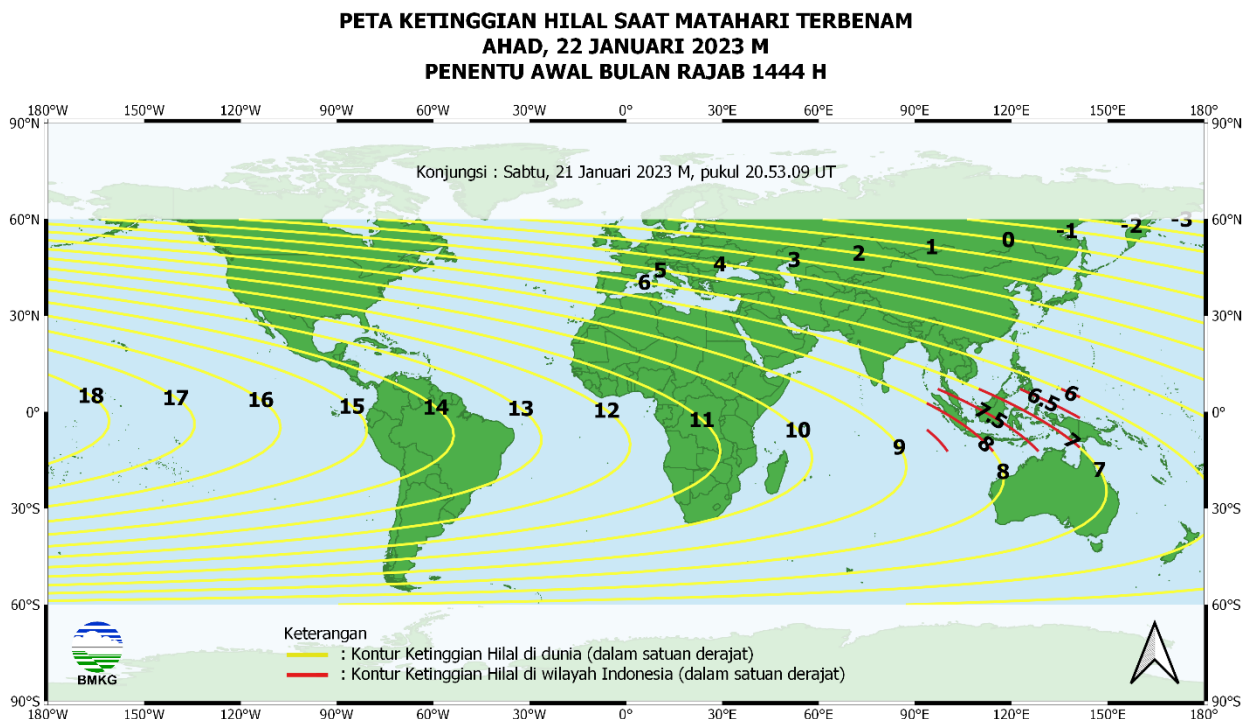 PETA KETINGGIAN HILAL SAAT MATAHARI TERBENAM
AHAD, 22 JANUARI 2023 M
PENENTU AWAL BULAN RAJAB 1444 H
180°W 150°W 120°W 90°W 60°W 30°W 0° 30°E 60°E 90°E 120°E 150°E 180°
90°N 90°N
Konjungsi : Sabtu, 21 Januari 2023 M, pukul 20.53.09 UT
60°N 60°N
6 5 4 3 2 1 0 -1 -2 -3
30°N 30°N
18 17 16 15 14 13 12 11 10 9 8 7
8 7.5 7 6.5 6
0° 0°
30°S 30°S
60°S 60°S
Keterangan
: Kontur Ketinggian Hilal di dunia (dalam satuan derajat)
: Kontur Ketinggian Hilal di wilayah Indonesia (dalam satuan derajat)
BMKG
90°S 90°S
180°W 150°W 120°W 90°W 60°W 30°W 0° 30°E 60°E 90°E 120°E 150°E 180°